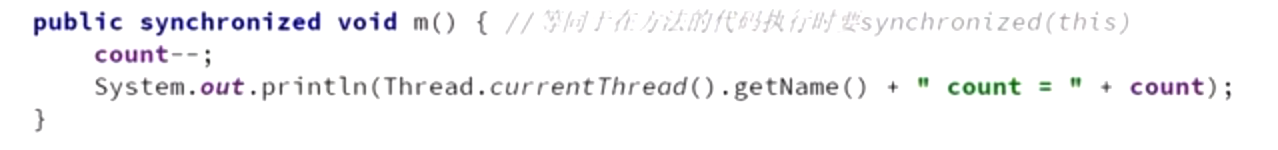 public synchronized void m() { //等同于在方法的代码执行时要synchronized(this)
count--;
System.out.println(Thread.currentThread().getName() + " count = " + count);
}